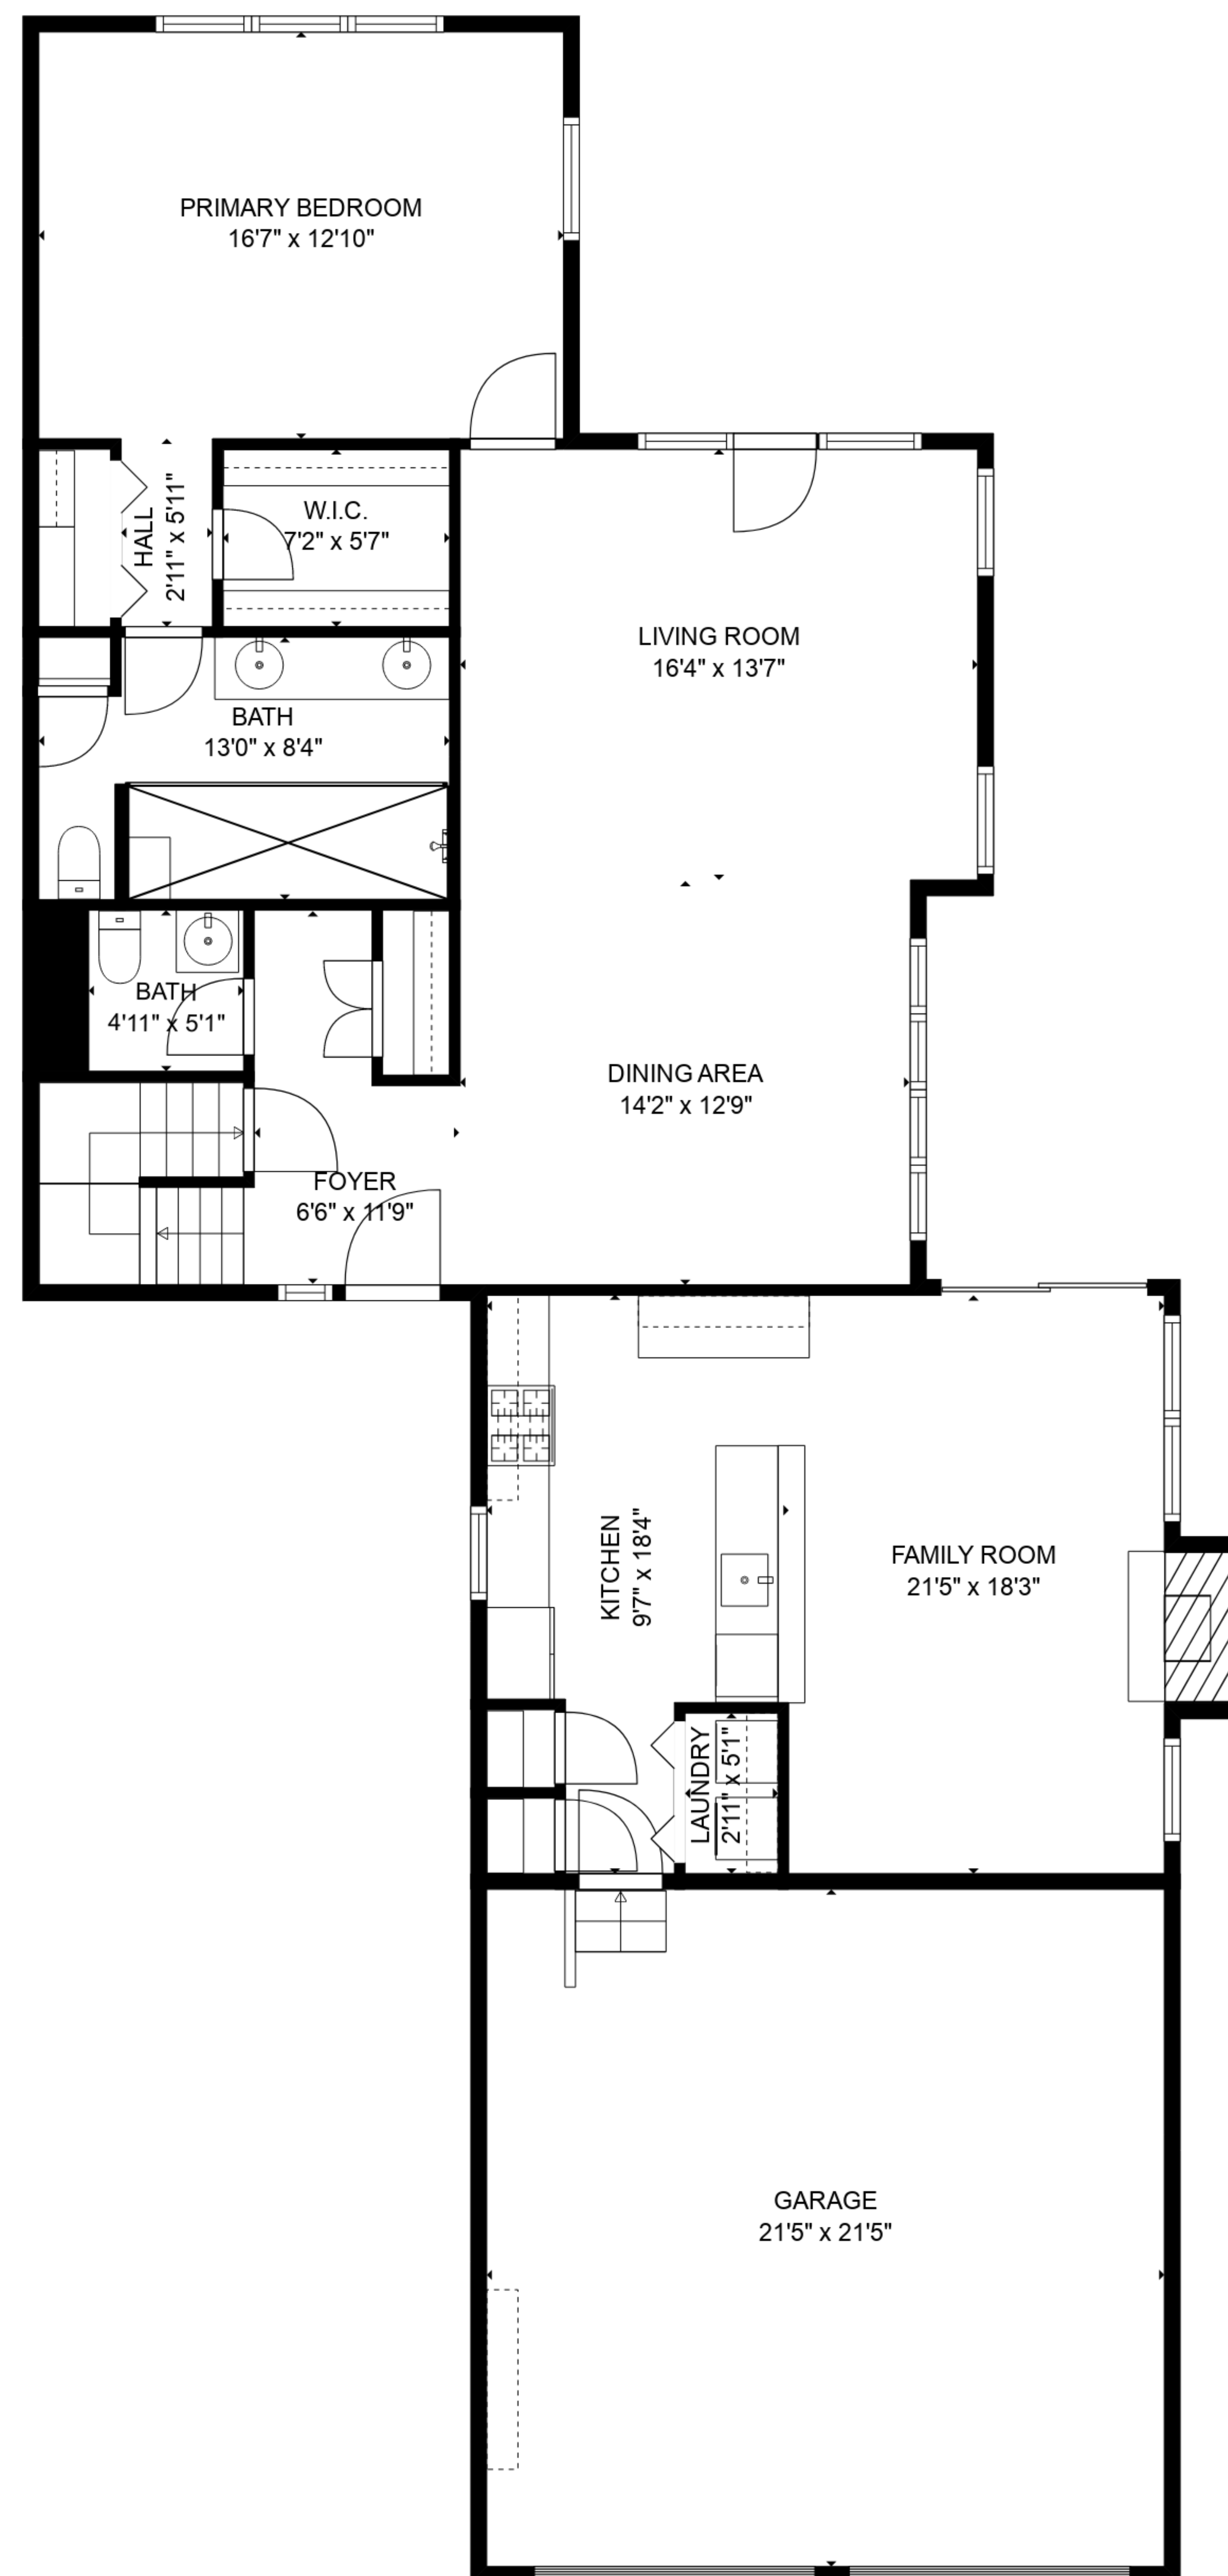 PRIMARY BEDROOM
16'7" x 12'10"
HALL
2'11" x 5'11"
W.I.C.
7'2" x 5'7"
LIVING ROOM
16'4" x 13'7"
BATH
13'0" x 8'4"
BATH
4'11" x 5'1"
DINING AREA
14'2" x 12'9"
FOYER
6'6" x 11'9"
KITCHEN
9'7" x 18'4"
FAMILY ROOM
21'5" x 18'3"
LAUNDRY
2'11" x 5'1"
GARAGE
21'5" x 21'5"